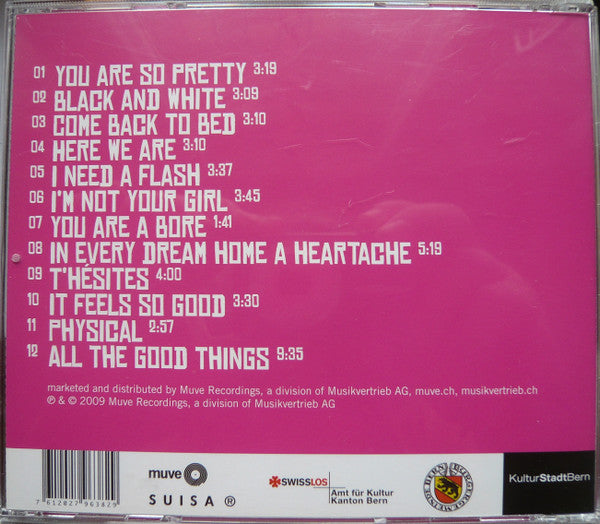 01 YOU ARE SO PRETTY 3:19
02 BLACK AND WHITE 3:09
03 COME BACK TO BED 3:10
04 HERE WE ARE 3:10
05 I NEED A FLASH 3:37
06 I'M NOT YOUR GIRL 3:45
07 YOU ARE A BORE 1:41
08 IN EVERY DREAM HOME A HEARTACHE 5:19
09 T'HÉSITES 4:00
10 IT FEELS SO GOOD 3:30
11 PHYSICAL 2:57
12 ALL THE GOOD THINGS 9:35
marketed and distributed by Muve Recordings, a division of Musikvertrieb AG, muve.ch, musikvertrieb.ch
℗ & © 2009 Muve Recordings, a division of Musikvertrieb AG
7 612027 963829
muve
SUISA ®
SWISSLOS
Amt für Kultur
Kanton Bern
BURGERGEMEINDE BERN
KulturStadtBern